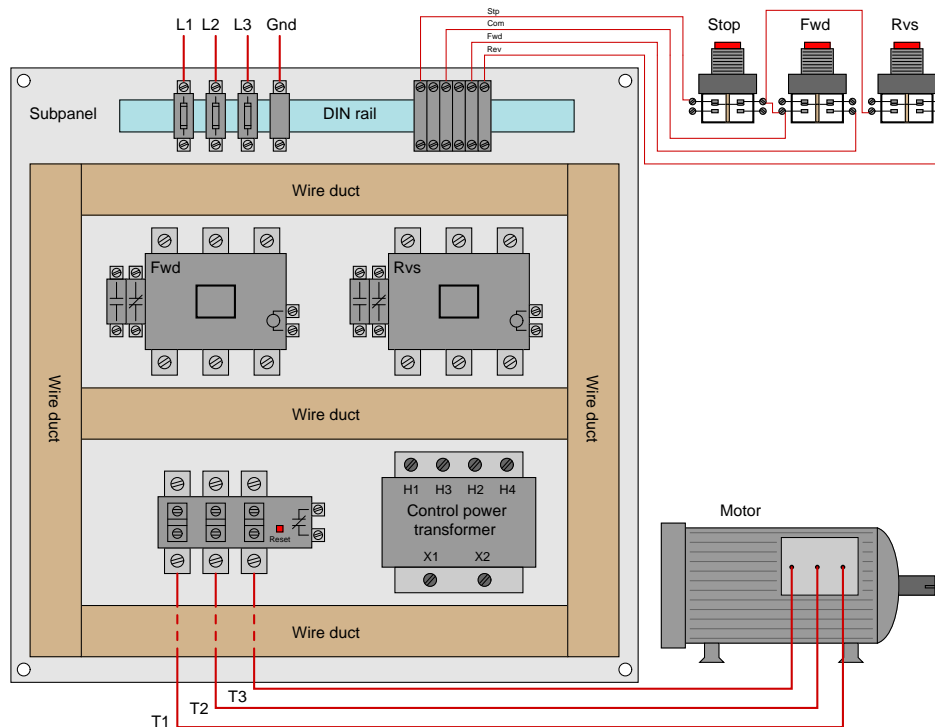 L1 L2 L3 Gnd
Stp
Com
Fwd
Rev
Stop Fwd Rvs
Subpanel
DIN rail
Wire duct
Fwd
Rvs
Wire duct
Wire duct
Wire duct
H1 H3 H2 H4
Control power
transformer
X1 X2
Reset
Motor
Wire duct
T3
T2
T1